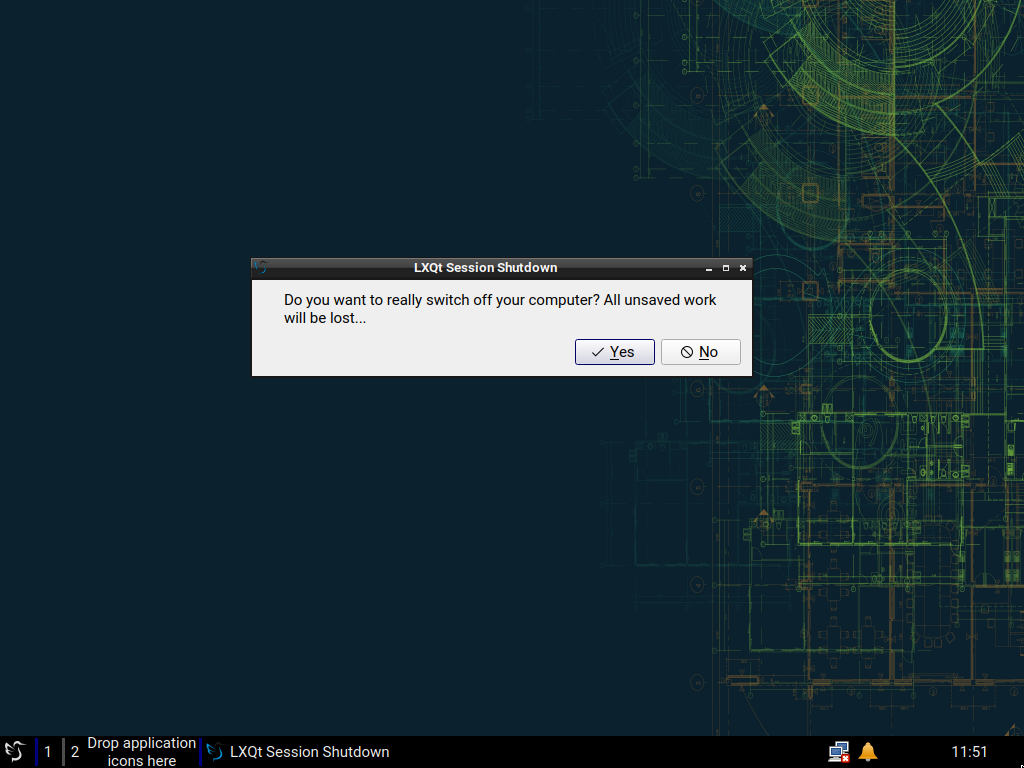 LXQt Session Shutdown
Do you want to really switch off your computer? All unsaved work
will be lost...
Yes
No
1
2
Drop application
icons here
LXQt Session Shutdown
11:51